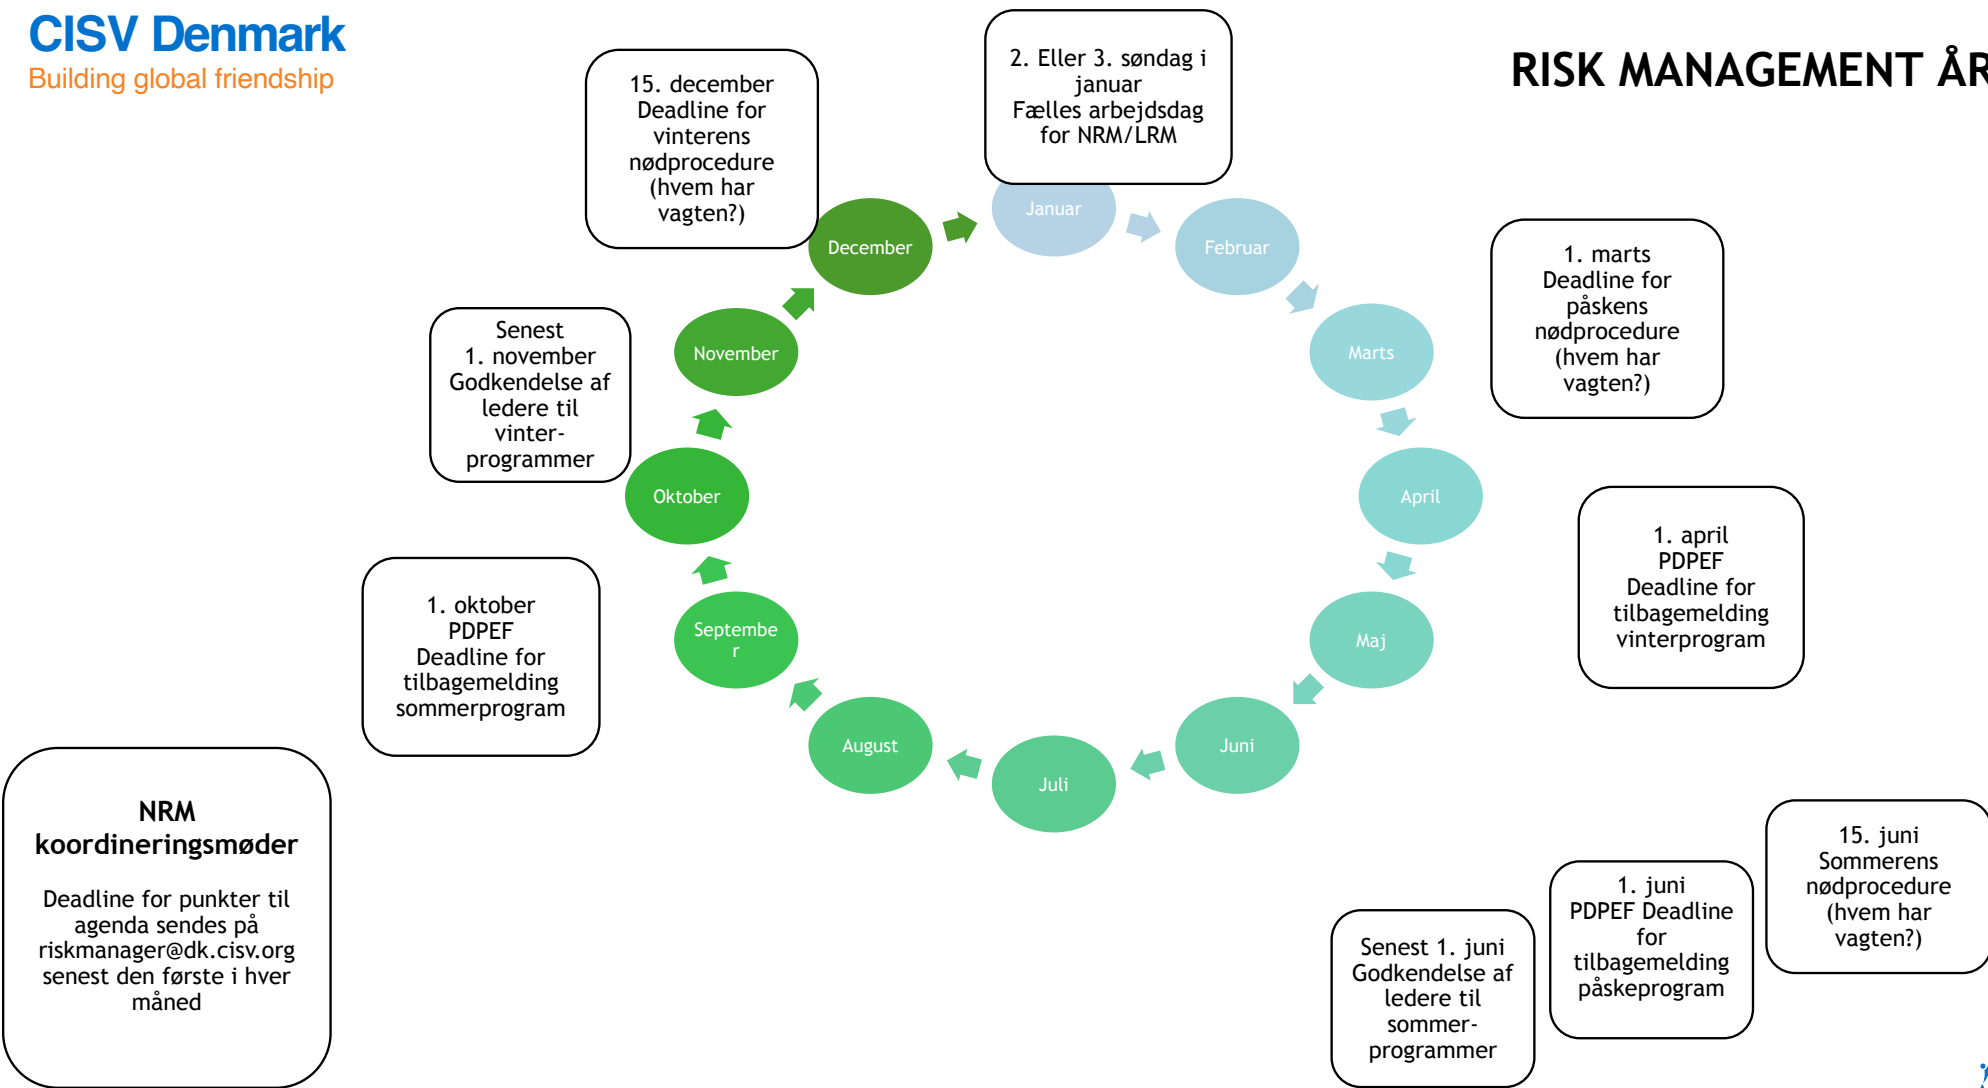 CISV Denmark
Building global friendship
RISK MANAGEMENT ÅR
2. Eller 3. søndag i
januar
Fælles arbejdsdag
for NRM/LRM
15. december
Deadline for
vinterens
nødprocedure
(hvem har
vagten?)
Januar
Februar
December
1. marts
Deadline for
påskens
nødprocedure
(hvem har
vagten?)
Senest
1. november
Godkendelse af
ledere til
vinter-
programmer
November
Marts
Oktober
April
1. april
PDPEF
Deadline for
tilbagemelding
vinterprogram
1. oktober
PDPEF
Deadline for
tilbagemelding
sommerprogram
Septembe
r
Maj
August
Juni
Juli
NRM
koordineringsmøder
Deadline for punkter til
agenda sendes på
riskmanager@dk.cisv.org
senest den første i hver
måned
Senest 1. juni
Godkendelse af
ledere til
sommer-
programmer
1. juni
PDPEF Deadline
for
tilbagemelding
påskeprogram
15. juni
Sommerens
nødprocedure
(hvem har
vagten?)